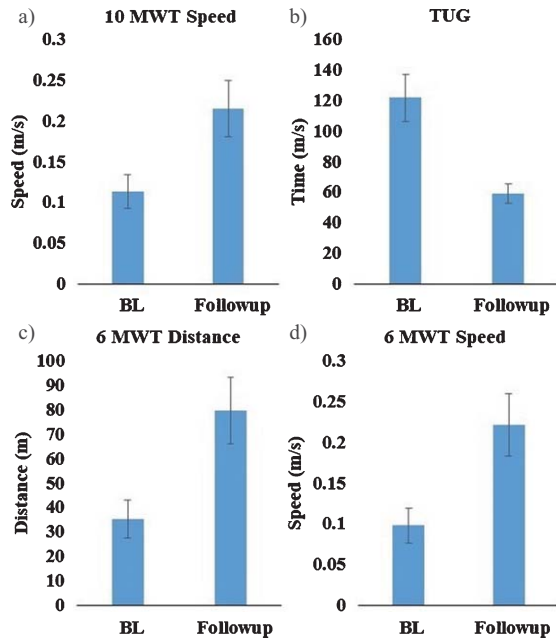 a) 10 MWT Speed
Speed (m/s)
0.3
0.25
0.2
0.15
0.1
0.05
0
BL Followup
b) TUG
Time (m/s)
160
140
120
100
80
60
40
20
0
BL Followup
c) 6 MWT Distance
Distance (m)
100
90
80
70
60
50
40
30
20
10
0
BL Followup
d) 6 MWT Speed
Speed (m/s)
0.3
0.25
0.2
0.15
0.1
0.05
0
BL Followup